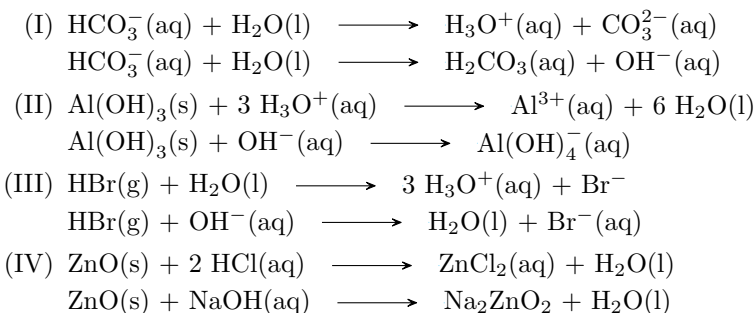 (I) HCO₃⁻(aq) + H₂O(l) ⟶ H₃O⁺(aq) + CO₃²⁻(aq)
HCO₃⁻(aq) + H₂O(l) ⟶ H₂CO₃(aq) + OH⁻(aq)
(II) Al(OH)₃(s) + 3 H₃O⁺(aq) ⟶ Al³⁺(aq) + 6 H₂O(l)
Al(OH)₃(s) + OH⁻(aq) ⟶ Al(OH)₄⁻(aq)
(III) HBr(g) + H₂O(l) ⟶ 3 H₃O⁺(aq) + Br⁻
HBr(g) + OH⁻(aq) ⟶ H₂O(l) + Br⁻(aq)
(IV) ZnO(s) + 2 HCl(aq) ⟶ ZnCl₂(aq) + H₂O(l)
ZnO(s) + NaOH(aq) ⟶ Na₂ZnO₂ + H₂O(l)